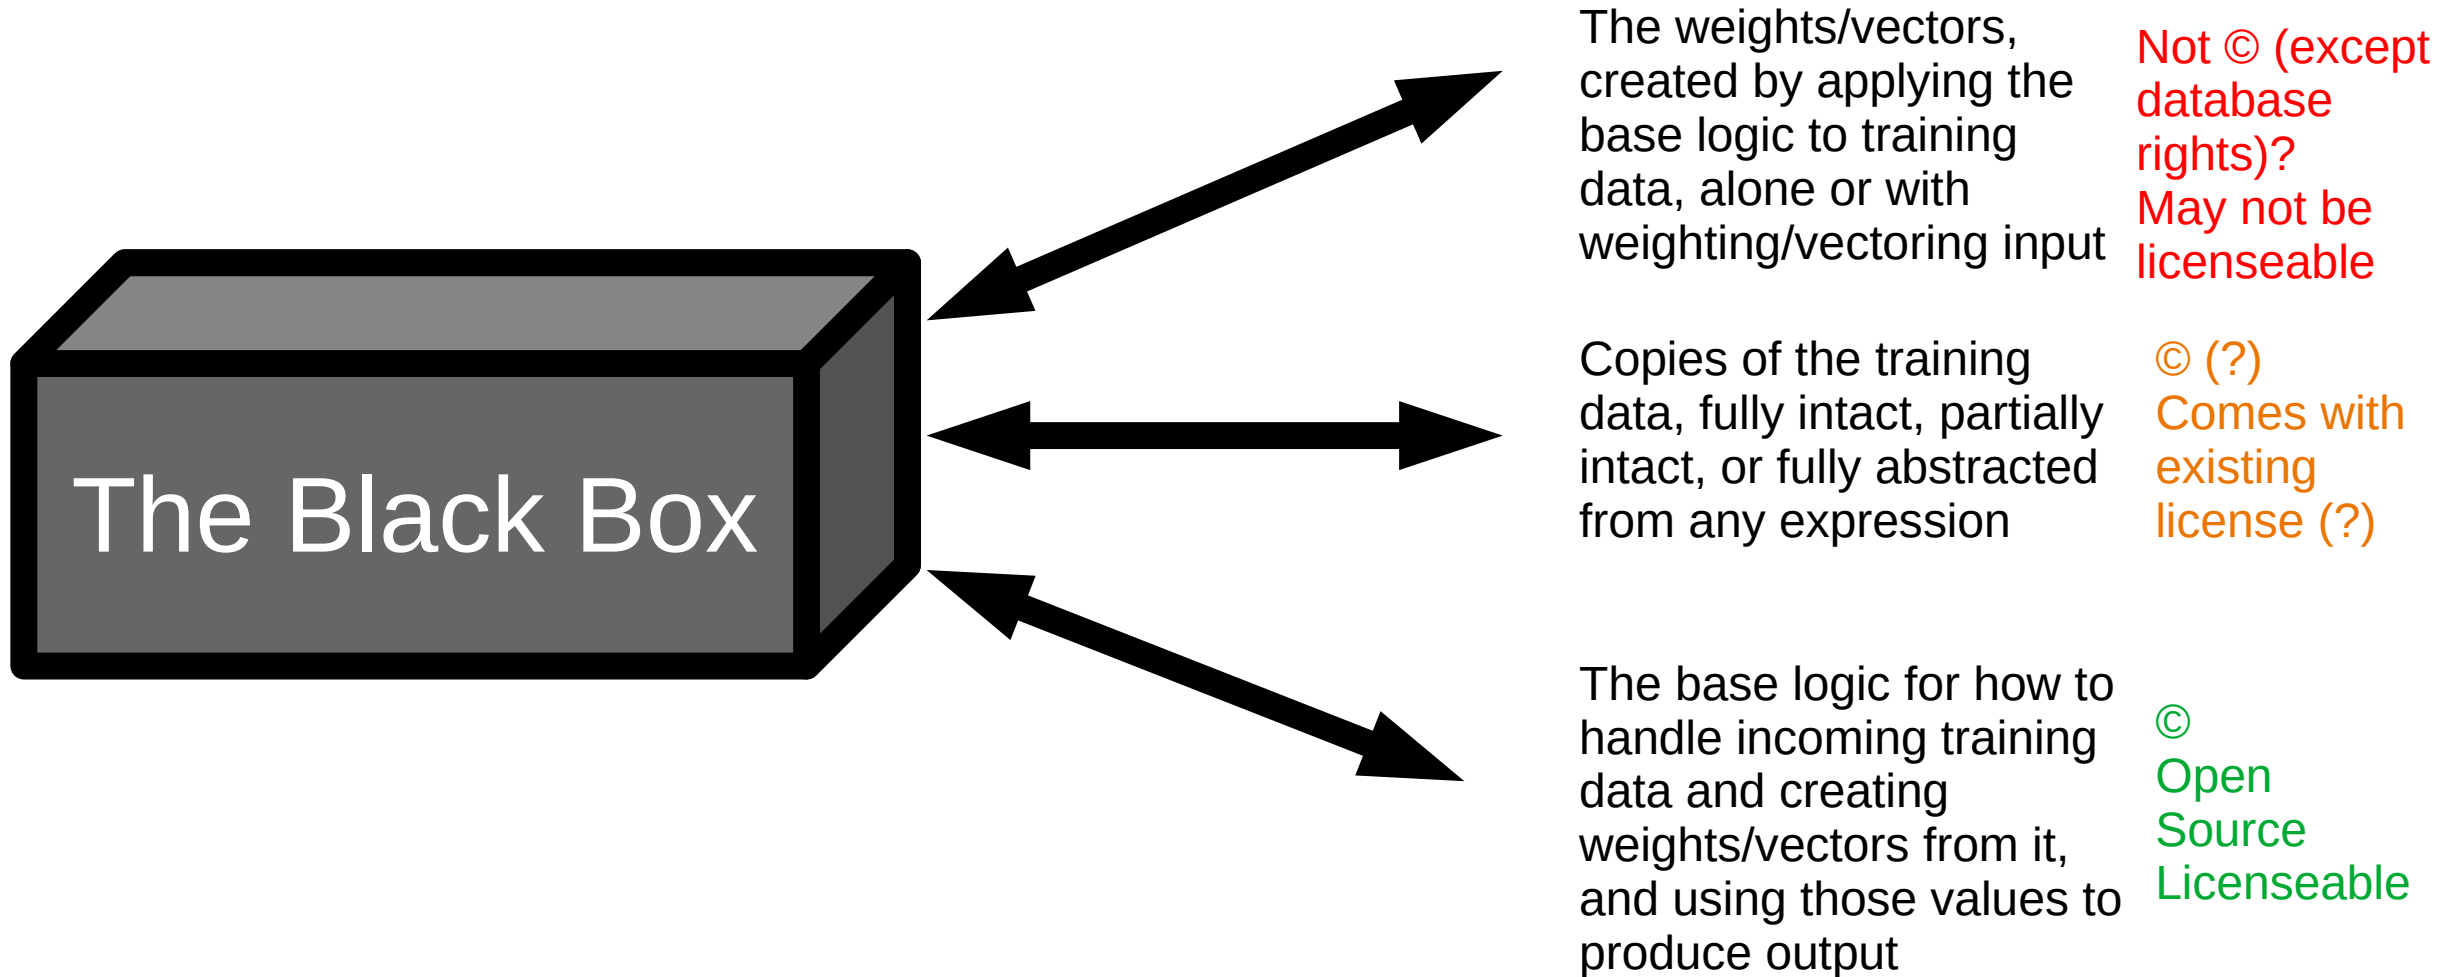 The Black Box
The weights/vectors,
created by applying the
base logic to training
data, alone or with
weighting/vectoring input
Not © (except
database
rights)?
May not be
licenseable
Copies of the training
data, fully intact, partially
intact, or fully abstracted
from any expression
© (?)
Comes with
existing
license (?)
The base logic for how to
handle incoming training
data and creating
weights/vectors from it,
and using those values to
produce output
©
Open
Source
Licenseable